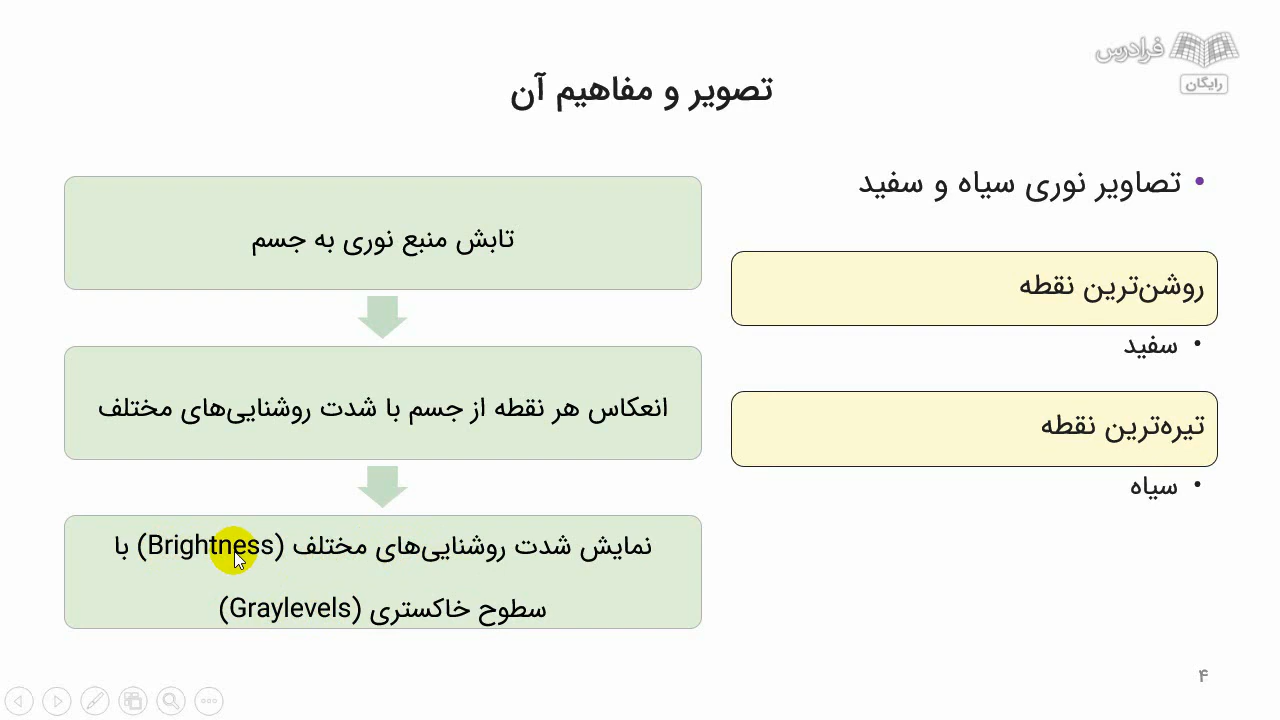 فرادرس
رایگان
تصویر و مفاهیم آن
• تصاویر نوری سیاه و سفید
روشن‌ترین نقطه
• سفید
تیره‌ترین نقطه
• سیاه
تابش منبع نوری به جسم
انعکاس هر نقطه از جسم با شدت روشنایی‌های مختلف
نمایش شدت روشنایی‌های مختلف (Brightness) با
سطوح خاکستری (Graylevels)
۴